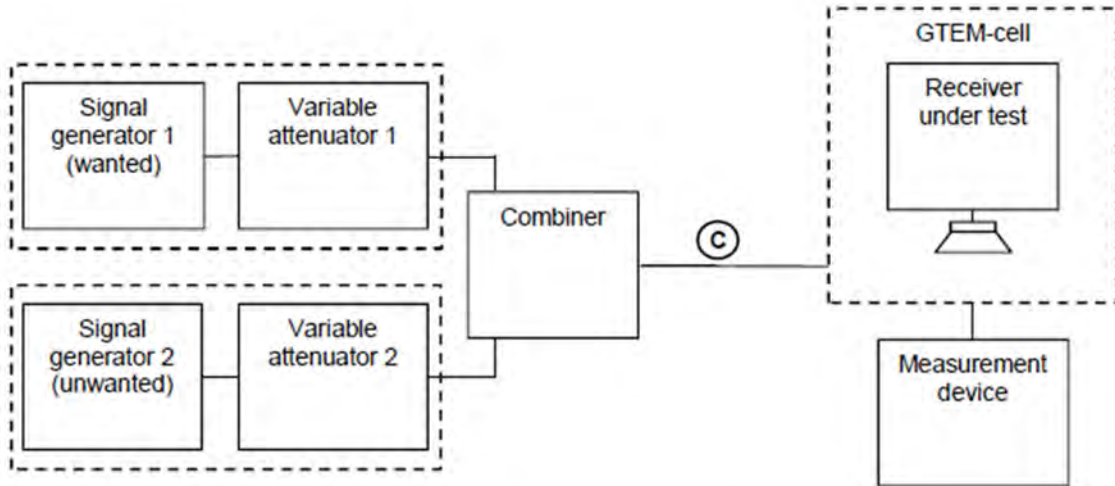 Signal
generator 1
(wanted)
Variable
attenuator 1
Signal
generator 2
(unwanted)
Variable
attenuator 2
Combiner
C
GTEM-cell
Receiver
under test
Measurement
device